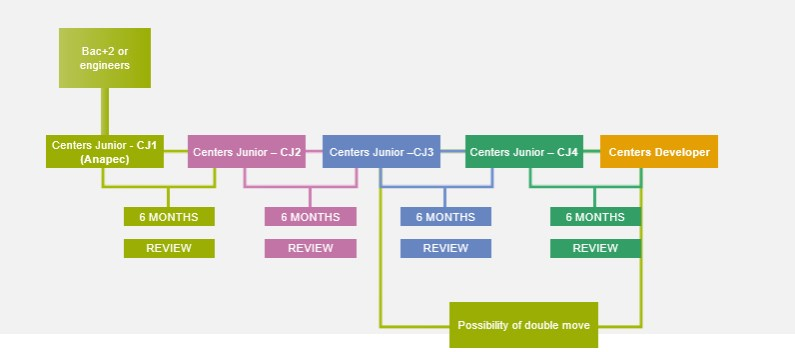 Bac+2 or
engineers
Centers Junior - CJ1
(Anapec)
Centers Junior – CJ2
Centers Junior –CJ3
Centers Junior – CJ4
Centers Developer
6 MONTHS
6 MONTHS
6 MONTHS
6 MONTHS
REVIEW
REVIEW
REVIEW
REVIEW
Possibility of double move